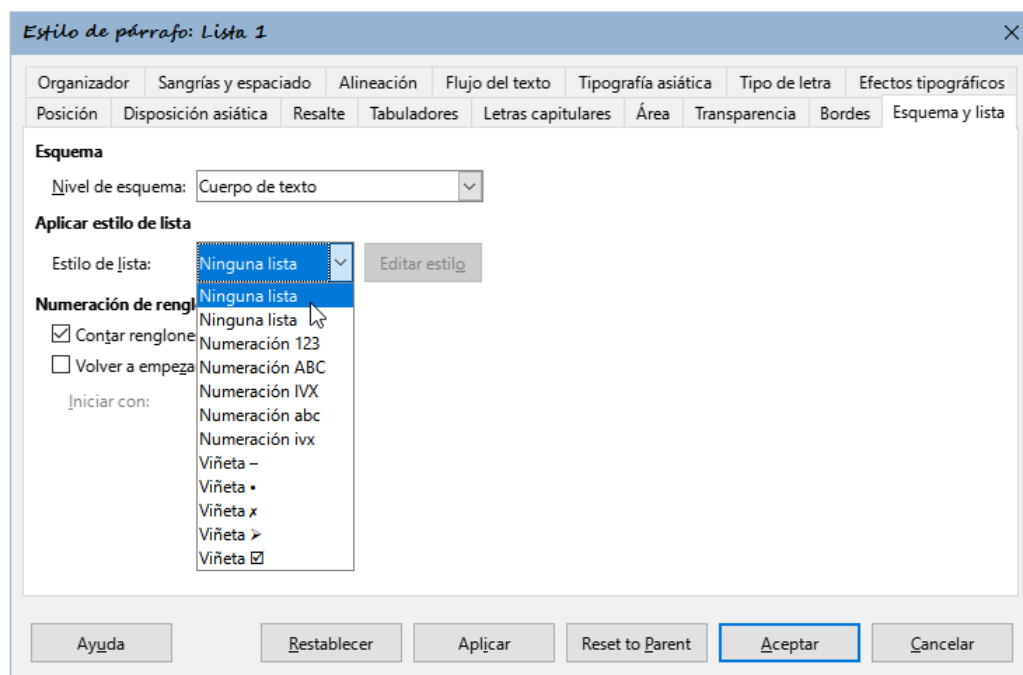 Estilo de párrafo: Lista 1
Organizador Sangrías y espaciado Alineación Flujo del texto Tipografía asiática Tipo de letra Efectos tipográficos
Posición Disposición asiática Resalte Tabuladores Letras capitulares Área Transparencia Bordes Esquema y lista
Esquema
Nivel de esquema: Cuerpo de texto
Aplicar estilo de lista
Estilo de lista: Ninguna lista Editar estilo
Ninguna lista
Numeración de rengl
Ninguna lista
Contar renglone
Numeración 123
Volver a empeza
Numeración ABC
Numeración IVX
Iniciar con:
Numeración abc
Numeración ivx
Viñeta –
Viñeta •
Viñeta ✗
Viñeta ➢
Viñeta ☑
Ayuda Restablecer Aplicar Reset to Parent Aceptar Cancelar